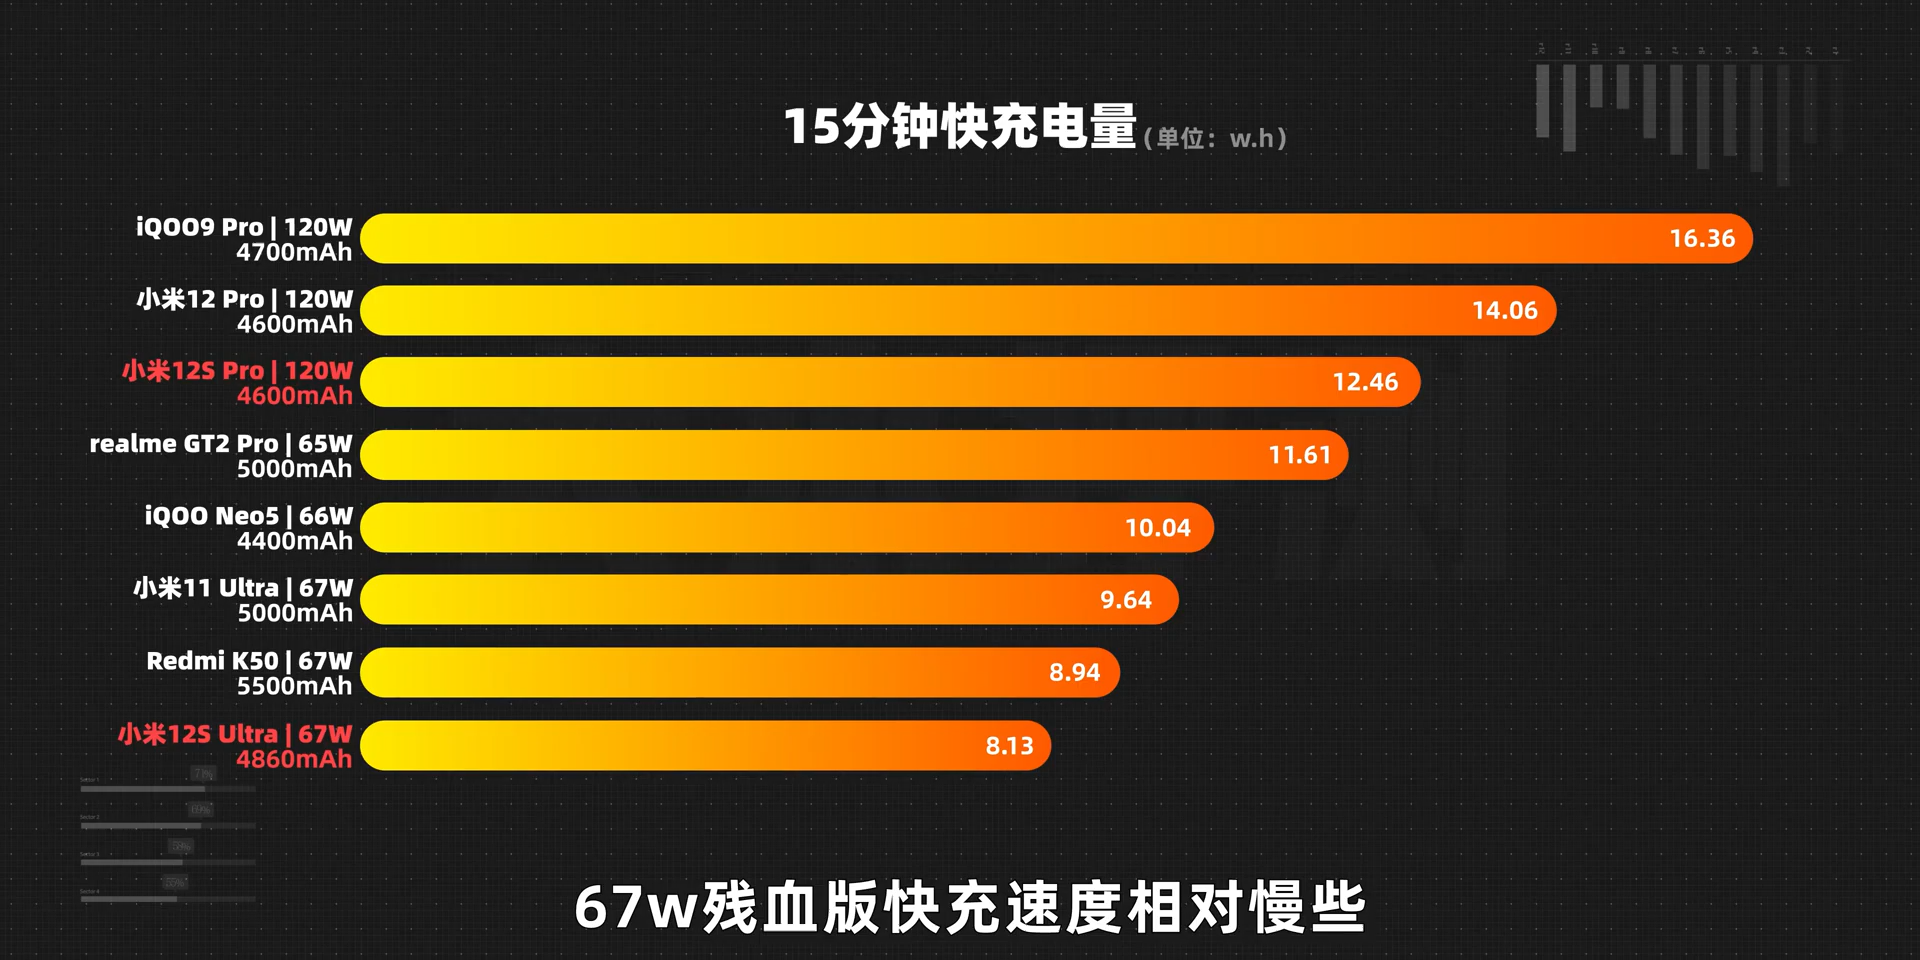 15分钟快充电量(单位：w.h)
iQOO9 Pro | 120W
4700mAh
16.36
小米12 Pro | 120W
4600mAh
14.06
小米12S Pro | 120W
4600mAh
12.46
realme GT2 Pro | 65W
5000mAh
11.61
iQOO Neo5 | 66W
4400mAh
10.04
小米11 Ultra | 67W
5000mAh
9.64
Redmi K50 | 67W
5500mAh
8.94
小米12S Ultra | 67W
4860mAh
8.13
67w残血版快充速度相对慢些